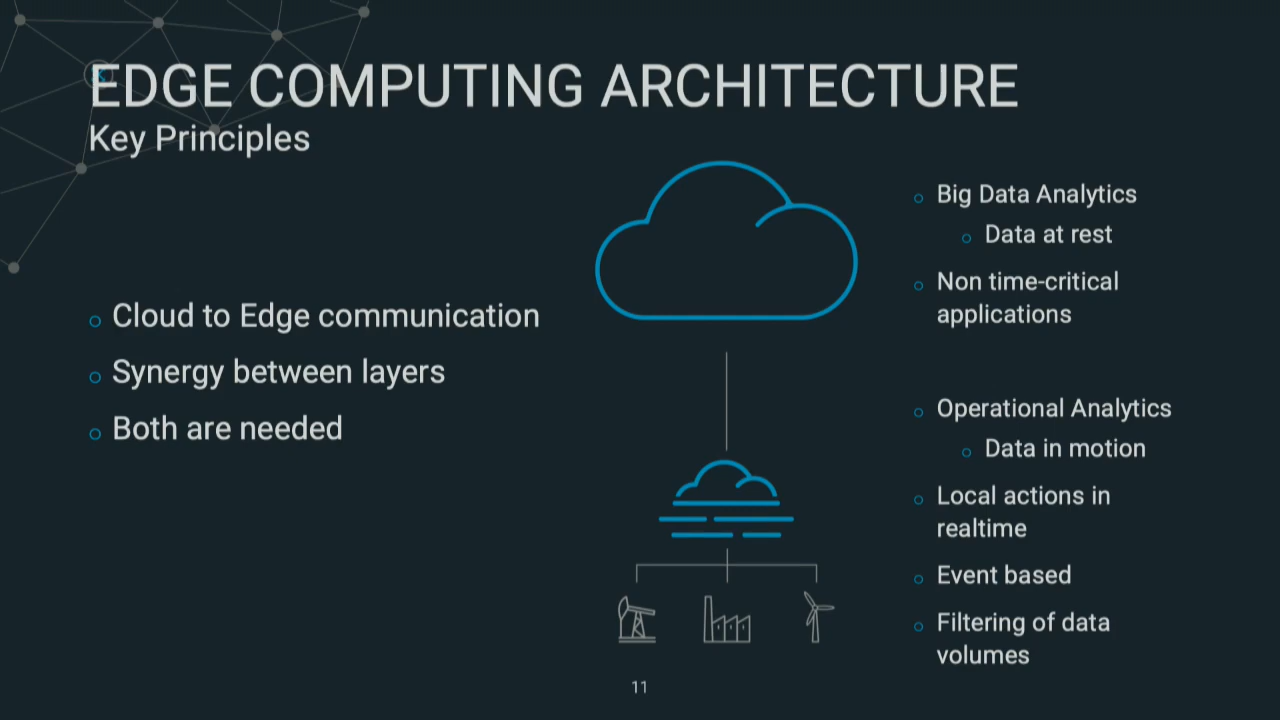 EDGE COMPUTING ARCHITECTURE
Key Principles
Cloud to Edge communication
Synergy between layers
Both are needed
Big Data Analytics
Data at rest
Non time-critical
applications
Operational Analytics
Data in motion
Local actions in
realtime
Event based
Filtering of data
volumes
11